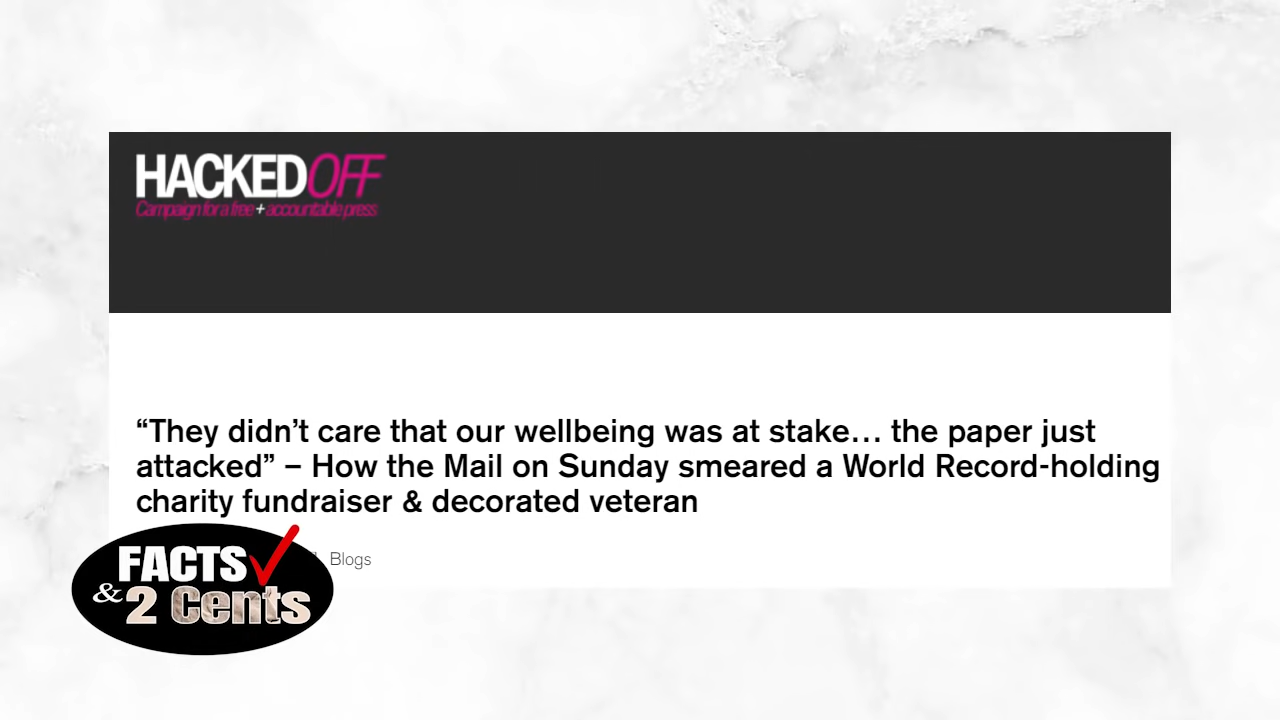 HACKEDOFF
Campaign for a free + accountable press
“They didn’t care that our wellbeing was at stake… the paper just
attacked” – How the Mail on Sunday smeared a World Record-holding
charity fundraiser & decorated veteran
Blogs
FACTS
& 2 Cents